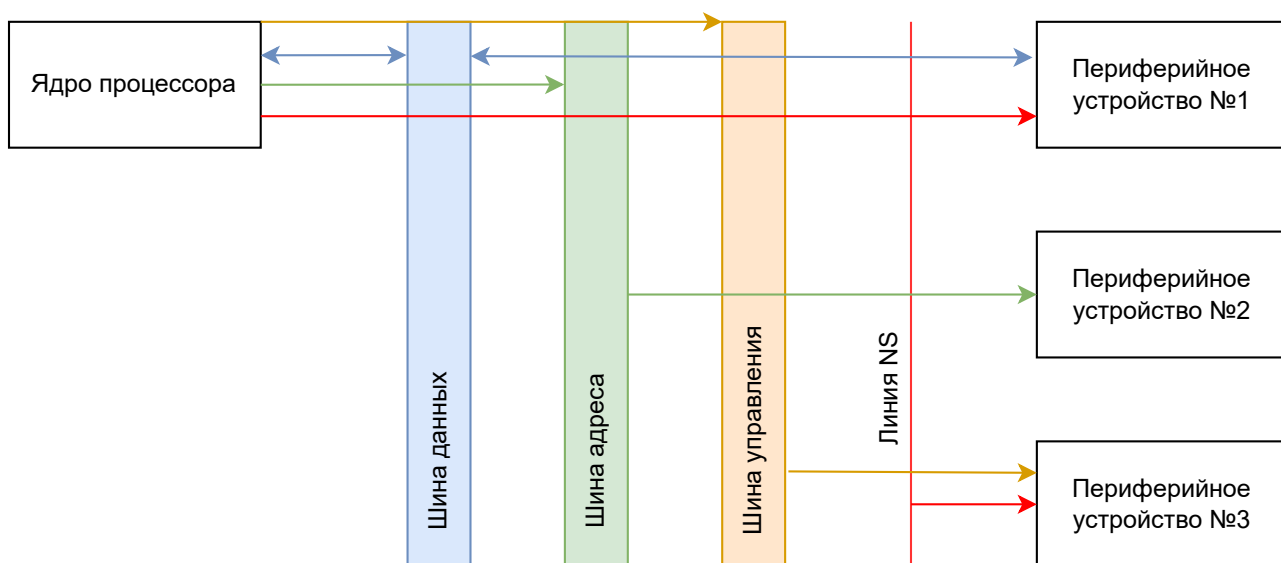 Ядро процессора
Периферийное
устройство №1
Периферийное
устройство №2
Периферийное
устройство №3
Шина данных
Шина адреса
Шина управления
Линия NS